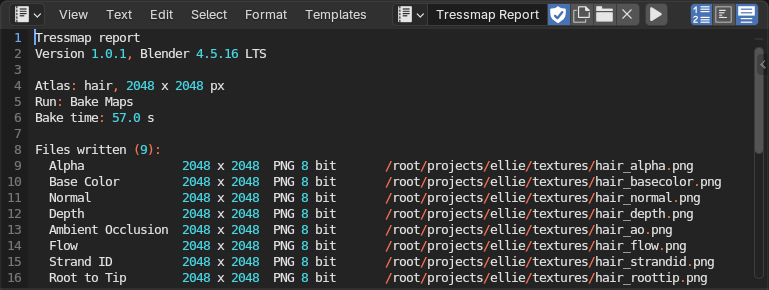 View Text Edit Select Format Templates Tressmap Report
1 Tressmap report
2 Version 1.0.1, Blender 4.5.16 LTS
3
4 Atlas: hair, 2048 x 2048 px
5 Run: Bake Maps
6 Bake time: 57.0 s
7
8 Files written (9):
9 Alpha 2048 x 2048 PNG 8 bit /root/projects/ellie/textures/hair_alpha.png
10 Base Color 2048 x 2048 PNG 8 bit /root/projects/ellie/textures/hair_basecolor.png
11 Normal 2048 x 2048 PNG 8 bit /root/projects/ellie/textures/hair_normal.png
12 Depth 2048 x 2048 PNG 8 bit /root/projects/ellie/textures/hair_depth.png
13 Ambient Occlusion 2048 x 2048 PNG 8 bit /root/projects/ellie/textures/hair_ao.png
14 Flow 2048 x 2048 PNG 8 bit /root/projects/ellie/textures/hair_flow.png
15 Strand ID 2048 x 2048 PNG 8 bit /root/projects/ellie/textures/hair_strandid.png
16 Root to Tip 2048 x 2048 PNG 8 bit /root/projects/ellie/textures/hair_roottip.png